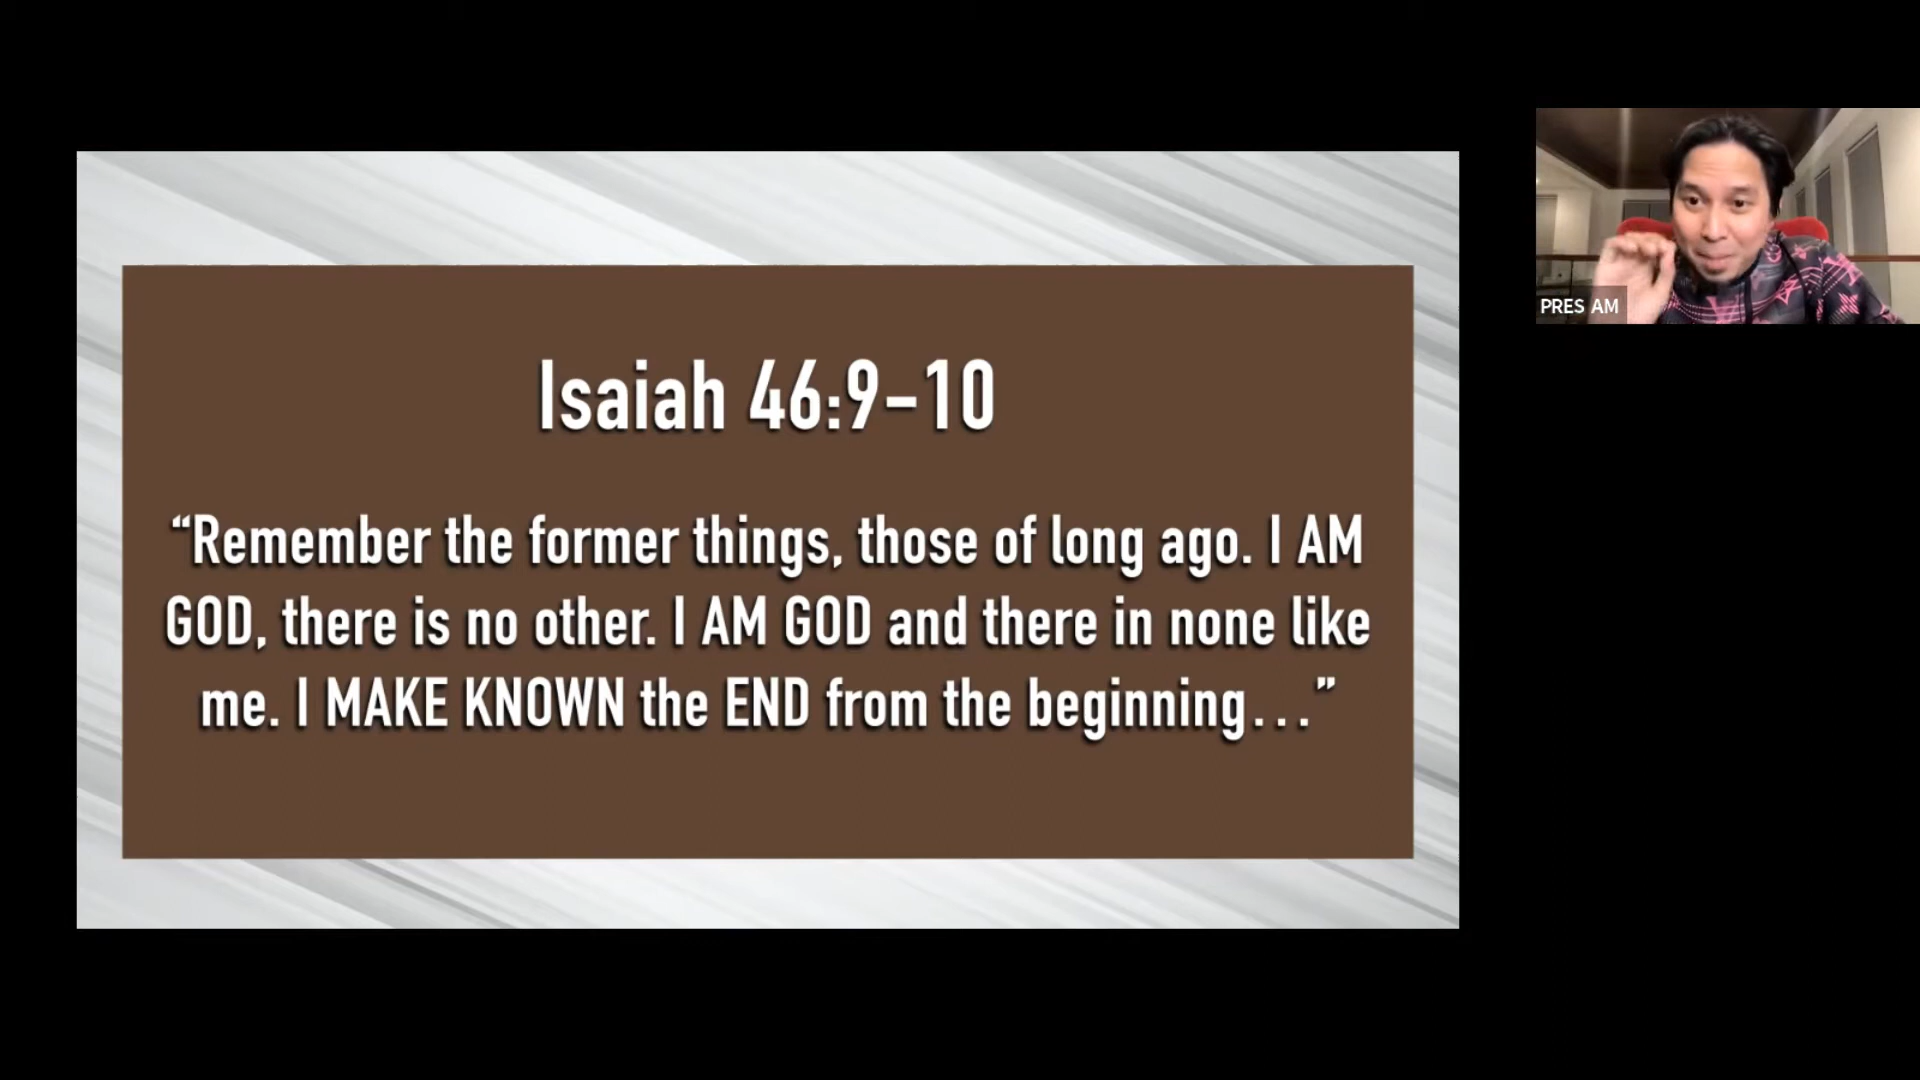 Isaiah 46:9–10
“Remember the former things, those of long ago. I AM
GOD, there is no other. I AM GOD and there in none like
me. I MAKE KNOWN the END from the beginning...”
PRES AM